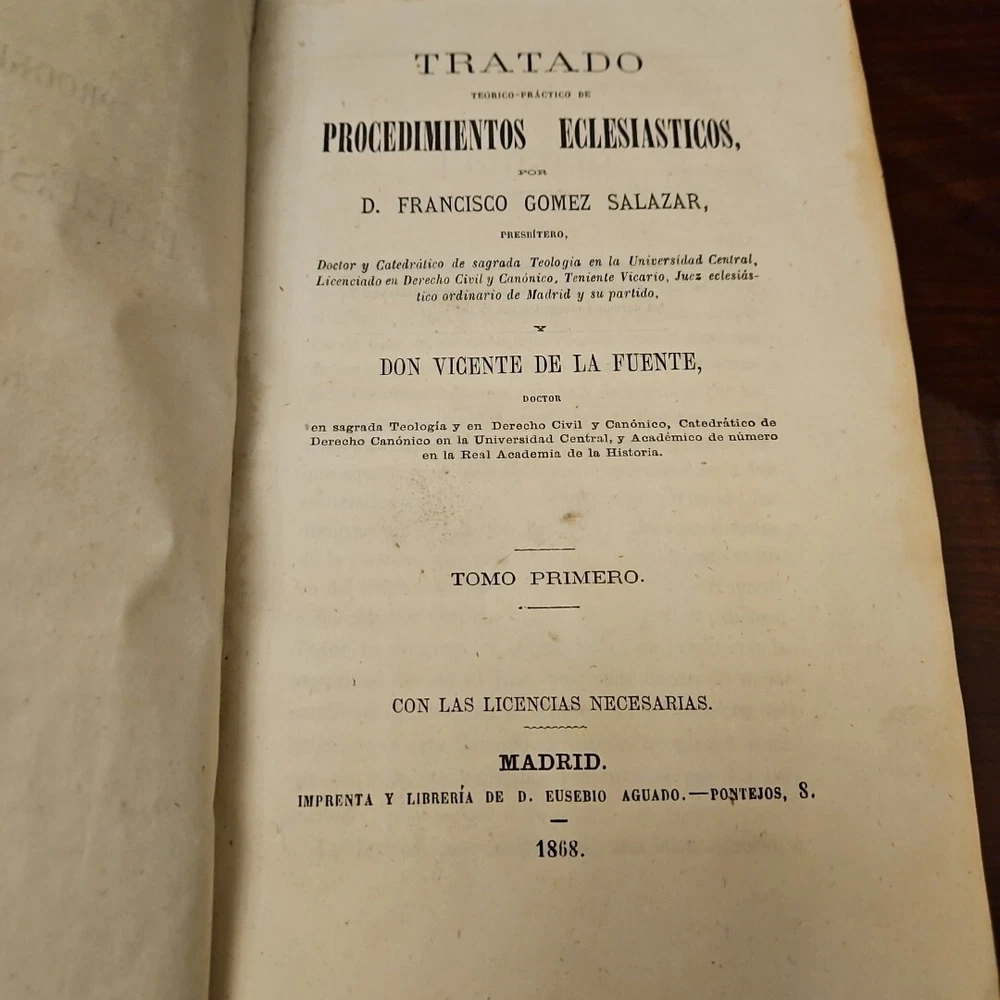 TRATADO
TEÓRICO-PRÁCTICO DE
PROCEDIMIENTOS ECLESIASTICOS,
POR
D. FRANCISCO GOMEZ SALAZAR,
PRESBÍTERO,
Doctor y Catedrático de sagrada Teologia en la Universidad Central,
Licenciado en Derecho Civil y Canónico, Teniente Vicario, Juez eclesiás-
tico ordinario de Madrid y su partido,
Y
DON VICENTE DE LA FUENTE,
DOCTOR
en sagrada Teología y en Derecho Civil y Canónico, Catedrático de
Derecho Canónico en la Universidad Central, y Académico de número
en la Real Academia de la Historia.
TOMO PRIMERO.
CON LAS LICENCIAS NECESARIAS.
MADRID.
IMPRENTA Y LIBRERÍA DE D. EUSEBIO AGUADO.—PONTEJOS, 8.
1868.